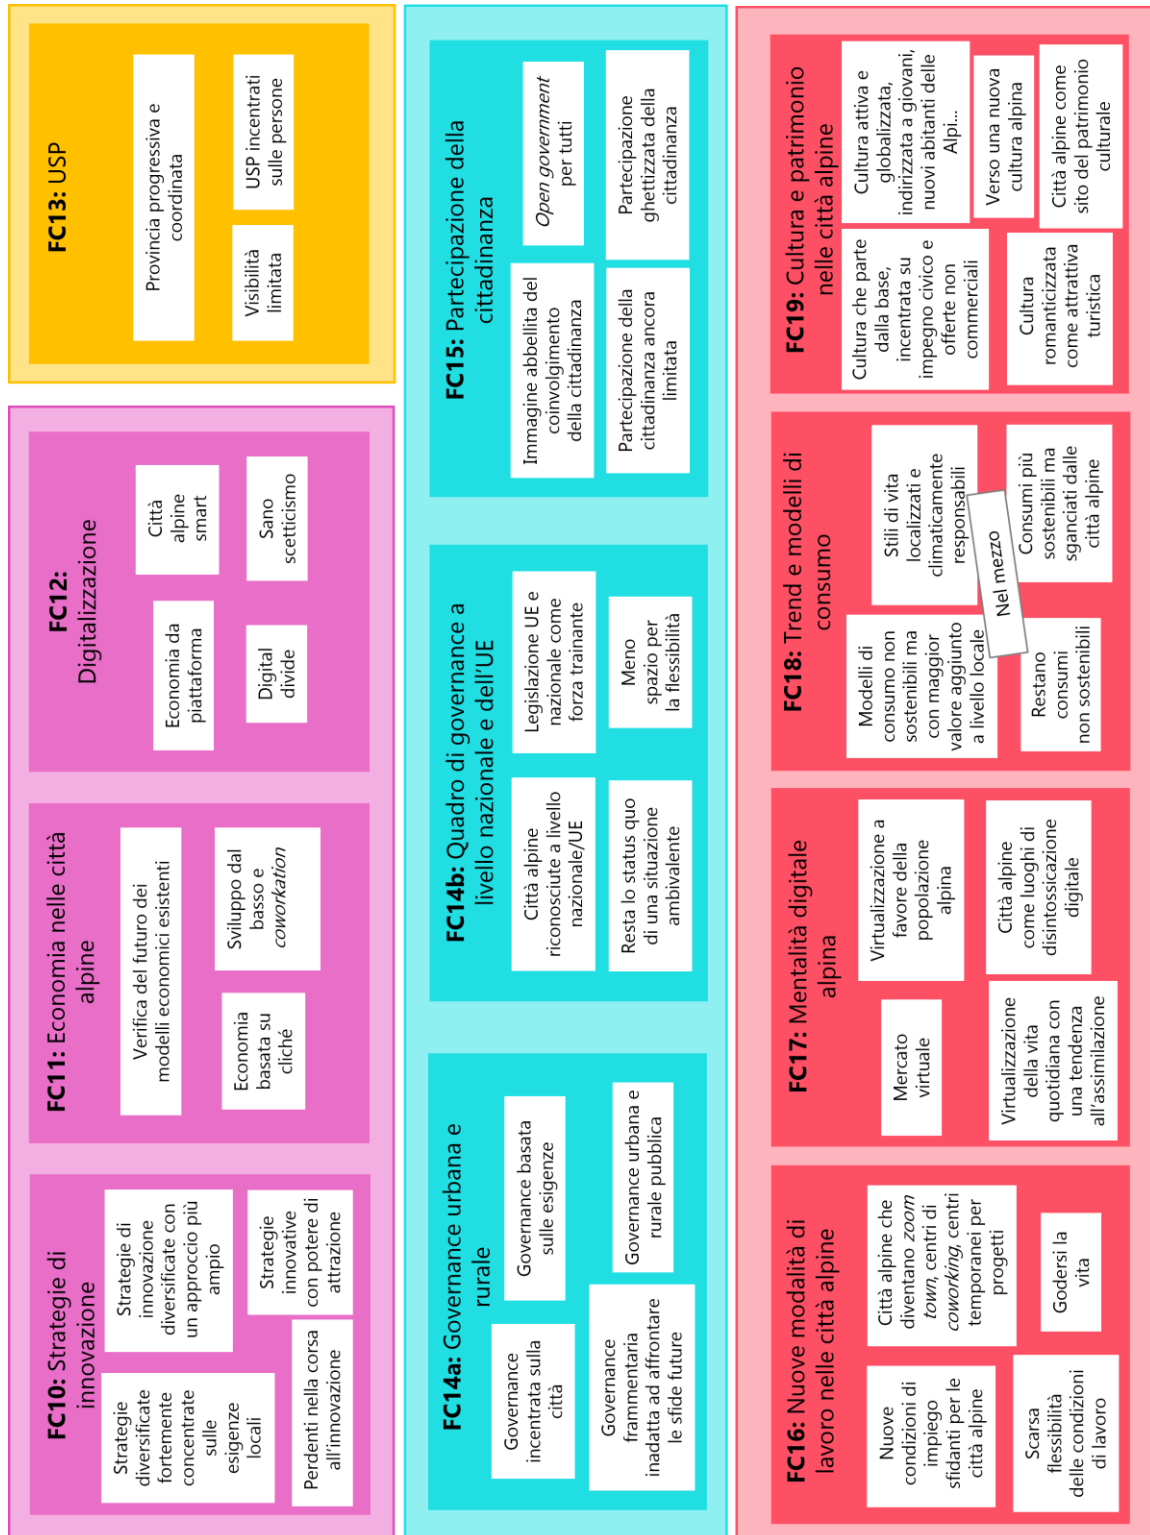 FC10: Strategie di
innovazione
Strategie
diversificate
fortemente
concentrate
sulle
esigenze
locali
Strategie di
innovazione
diversificate con
un approccio più
ampio
Perdenti nella corsa
all'innovazione
Strategie
innovative
con potere di
attrazione
FC11: Economia nelle città
alpine
Verifica del futuro dei
modelli economici esistenti
Economia
basata su
cliché
Sviluppo dal
basso e
coworkation
FC12:
Digitalizzazione
Economia da
piattaforma
Città
alpine
smart
Digital
divide
Sano
scetticismo
FC13: USP
Provincia progressiva e
coordinata
Visibilità
limitata
USP incentrati
sulle persone
FC14a: Governance urbana e
rurale
Governance
incentrata sulla
città
Governance basata
sulle esigenze
Governance
frammentaria
inadatta ad affrontare
le sfide future
Governance urbana e
rurale pubblica
FC14b: Quadro di governance a
livello nazionale e dell'UE
Città alpine
riconosciute a livello
nazionale/UE
Legislazione UE e
nazionale come
forza trainante
Resta lo status quo
di una situazione
ambivalente
Meno
spazio per
la flessibilità
FC15: Partecipazione della
cittadinanza
Immagine abbellita del
coinvolgimento
della cittadinanza
Open government
per tutti
Partecipazione della
cittadinanza ancora
limitata
Partecipazione
ghettizzata della
cittadinanza
FC16: Nuove modalità di
lavoro nelle città alpine
Nuove
condizioni di
impiego
sfidanti per le
città alpine
Città alpine che
diventano zoom
town, centri di
coworking, centri
temporanei per
progetti
Scarsa
flessibilità
delle condizioni
di lavoro
Godersi la
vita
FC17: Mentalità digitale
alpina
Mercato
virtuale
Virtualizzazione a
favore della
popolazione
alpina
Virtualizzazione
della vita
quotidiana con
una tendenza
all'assimilazione
Città alpine
come luoghi di
disintossicazione
digitale
FC18: Trend e modelli di
consumo
Modelli di
consumo non
sostenibili ma
con maggior
valore aggiunto
a livello locale
Stili di vita
localizzati e
climaticamente
responsabili
Nel mezzo
Restano
consumi
non sostenibili
Consumi più
sostenibili ma
sganciati dalle
città alpine
FC19: Cultura e patrimonio
nelle città alpine
Cultura che parte
dalla base,
incentrata su
impegno civico e
offerte non
commerciali
Cultura attiva e
globalizzata,
indirizzata a giovani,
nuovi abitanti delle
Alpi...
Verso una nuova
cultura alpina
Cultura
romanticizzata
come attrattiva
turistica
Città alpine come
sito del patrimonio
culturale